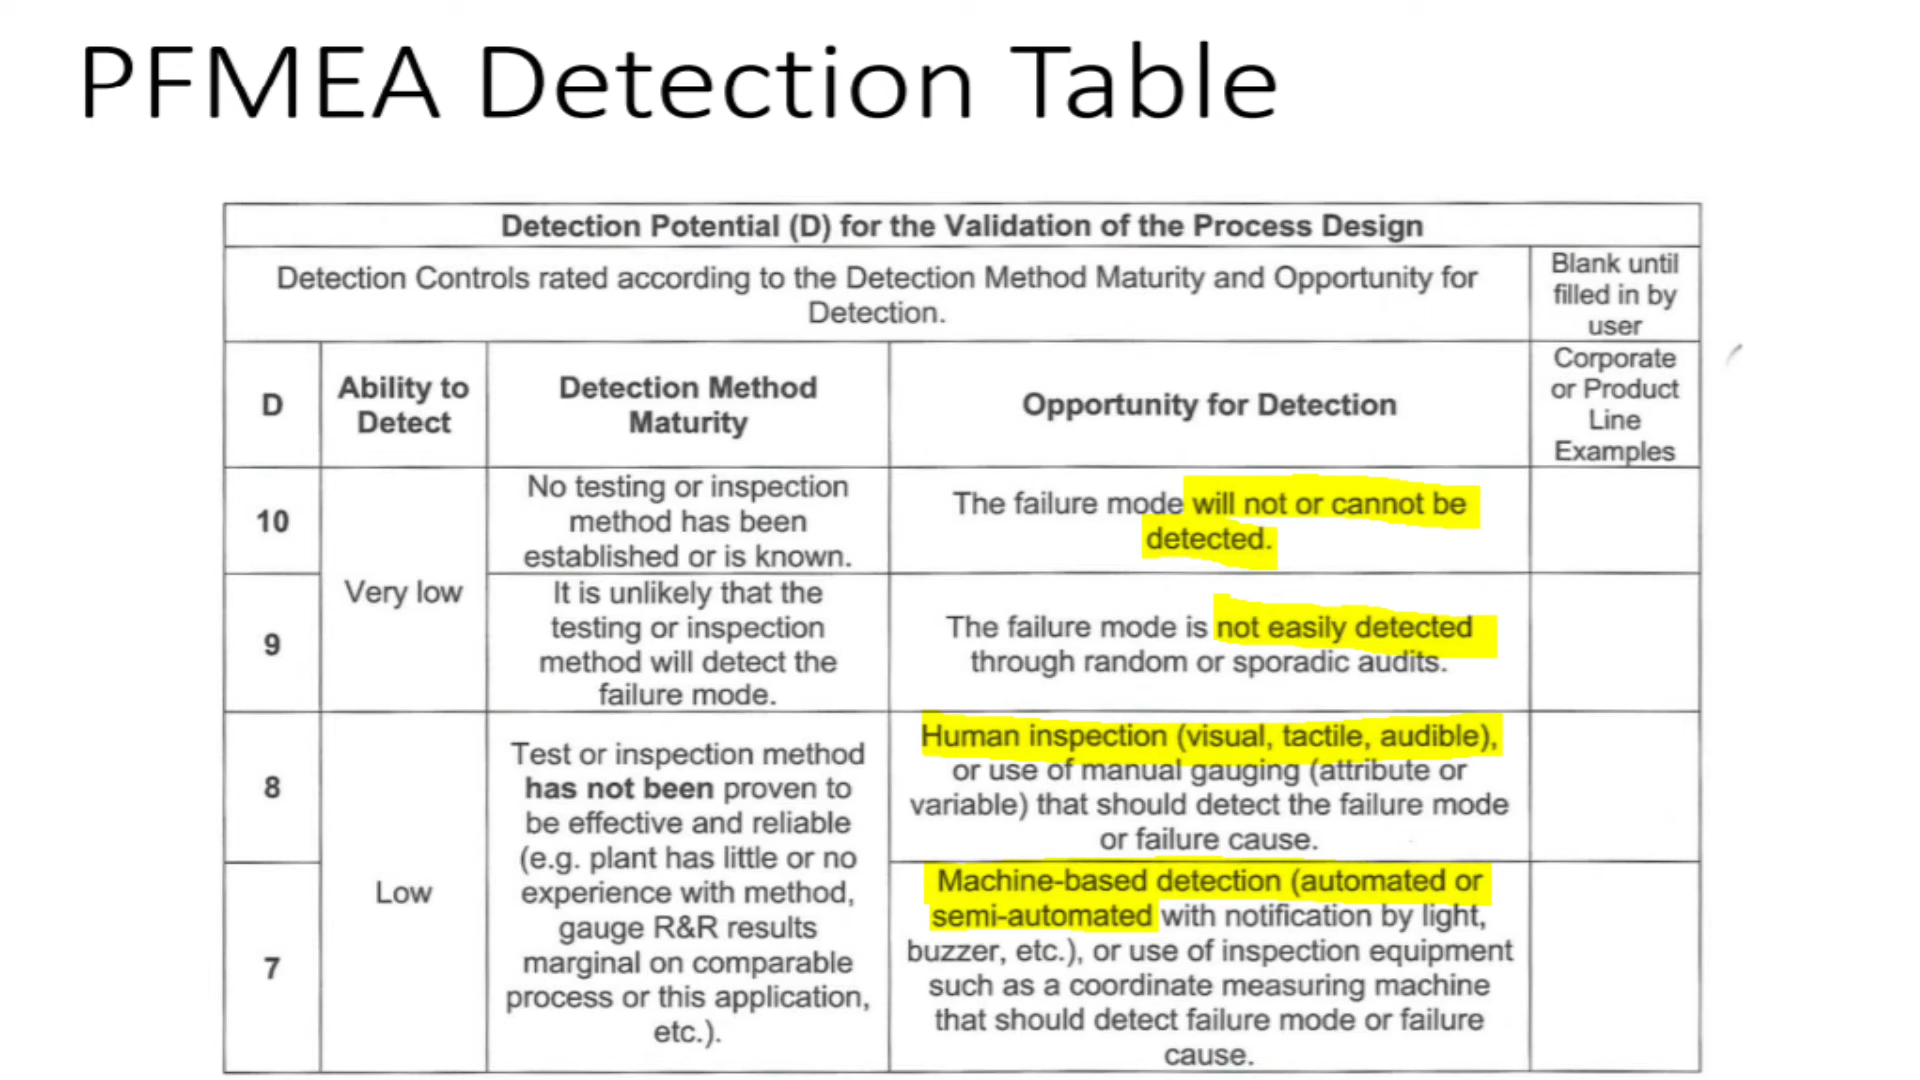 PFMEA Detection Table
Detection Potential (D) for the Validation of the Process Design
Detection Controls rated according to the Detection Method Maturity and Opportunity for
Detection.
Blank until
filled in by
user
D
Ability to
Detect
Detection Method
Maturity
Opportunity for Detection
Corporate
or Product
Line
Examples
10
Very low
No testing or inspection
method has been
established or is known.
The failure mode will not or cannot be
detected.
9
It is unlikely that the
testing or inspection
method will detect the
failure mode.
The failure mode is not easily detected
through random or sporadic audits.
8
Low
Test or inspection method
has not been proven to
be effective and reliable
(e.g. plant has little or no
experience with method,
gauge R&R results
marginal on comparable
process or this application,
etc.).
Human inspection (visual, tactile, audible),
or use of manual gauging (attribute or
variable) that should detect the failure mode
or failure cause.
7
Machine-based detection (automated or
semi-automated with notification by light,
buzzer, etc.), or use of inspection equipment
such as a coordinate measuring machine
that should detect failure mode or failure
cause.